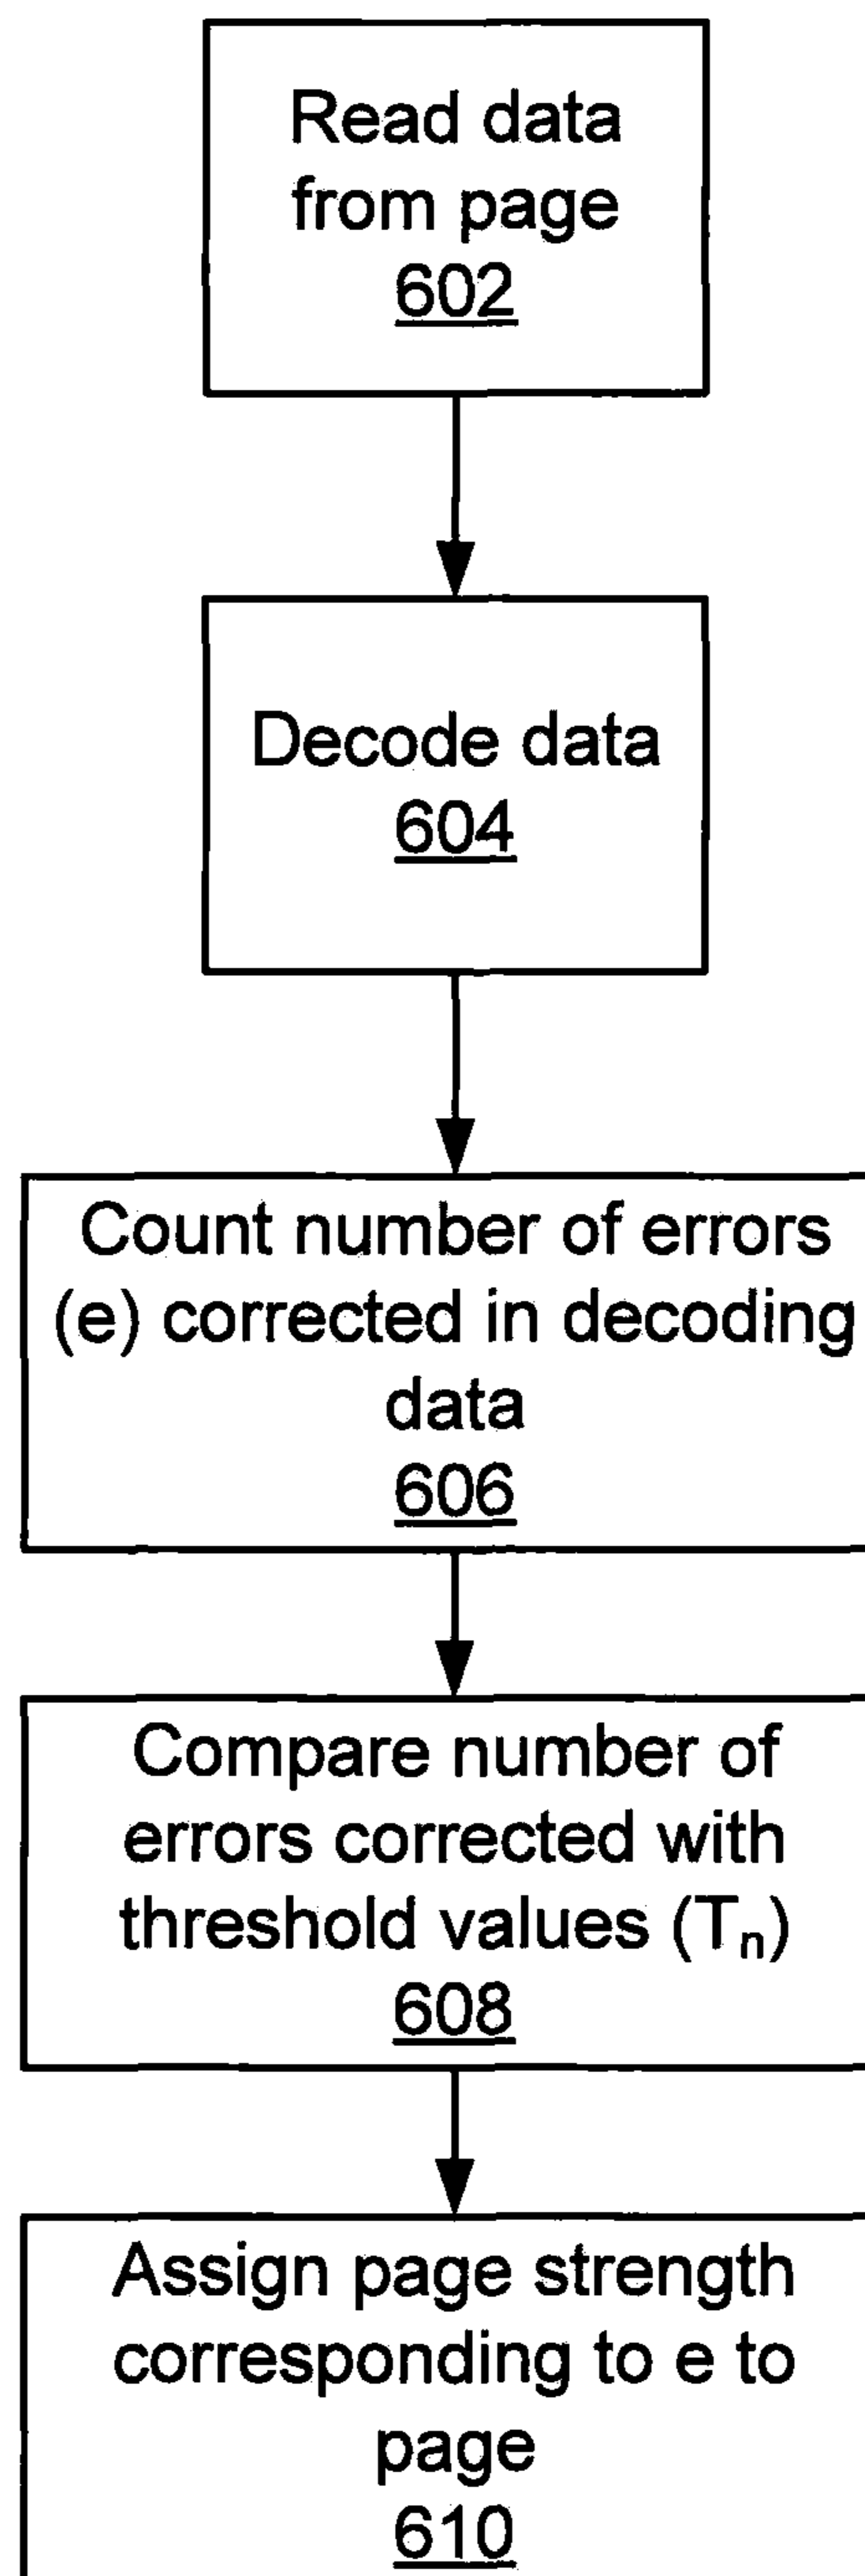 Read data
from page
602
Decode data
604
Count number of errors
(e) corrected in decoding
data
606
Compare number of
errors corrected with
threshold values (Tₙ)
608
Assign page strength
corresponding to e to
page
610